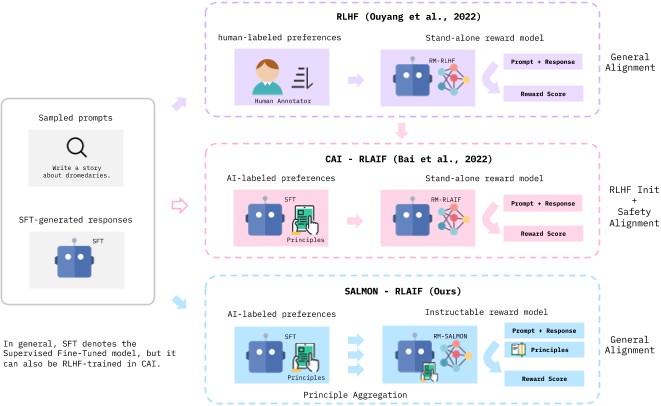 RLHF (Ouyang et al., 2022)
human-labeled preferences
Stand-alone reward model
RM-RLHF
Human Annotator
Prompt + Response
Reward Score
General
Alignment
Sampled prompts
Write a story
about dromedaries.
SFT-generated responses
SFT
CAI - RLAIF (Bai et al., 2022)
AI-labeled preferences
Stand-alone reward model
SFT
Principles
RM-RLAIF
Prompt + Response
Reward Score
RLHF Init
+
Safety
Alignment
SALMON - RLAIF (Ours)
AI-labeled preferences
Instructable reward model
SFT
Principles
RM-SALMON
Prompt + Response
Principles
Reward Score
General
Alignment
Principle Aggregation
In general, SFT denotes the
Supervised Fine-Tuned model, but it
can also be RLHF-trained in CAI.